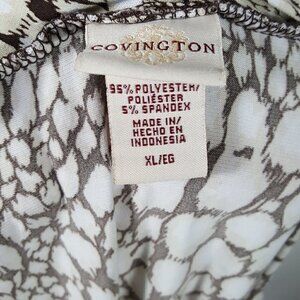 COVINGTON
95% POLYESTER/
POLIÉSTER
5% SPANDEX
MADE IN/
HECHO EN
INDONESIA
XL/EG